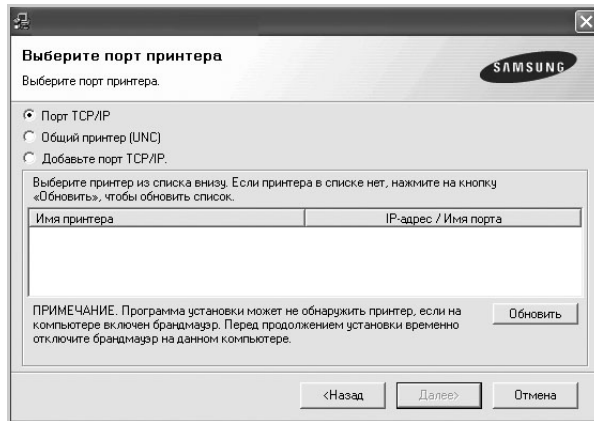 Выберите порт принтера
Выберите порт принтера.
SAMSUNG
Порт TCP/IP
Общий принтер (UNC)
Добавьте порт TCP/IP.
Выберите принтер из списка внизу. Если принтера в списке нет, нажмите на кнопку
«Обновить», чтобы обновить список.
Имя принтера IP-адрес / Имя порта
ПРИМЕЧАНИЕ. Программа установки может не обнаружить принтер, если на
компьютере включен брандмауэр. Перед продолжением установки временно
отключите брандмауэр на данном компьютере.
Обновить
<Назад Далее> Отмена